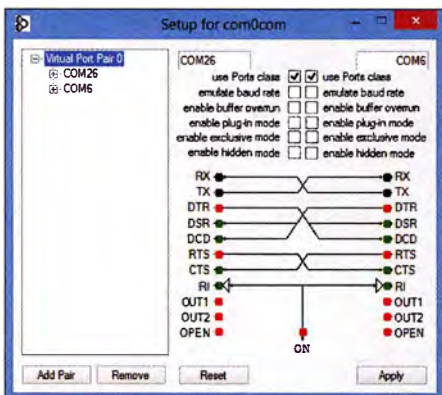 Setup for com0com
Virtual Port Pair 0
COM26
COM6
COM26 COM6
use Ports class use Ports class
emulate baud rate emulate baud rate
enable buffer overrun enable buffer overrun
enable plug-in mode enable plug-in mode
enable exclusive mode enable exclusive mode
enable hidden mode enable hidden mode
RX RX
TX TX
DTR DTR
DSR DSR
DCD DCD
RTS RTS
CTS CTS
RI RI
OUT1 OUT1
OUT2 OUT2
OPEN OPEN
ON
Add Pair Remove Reset Apply